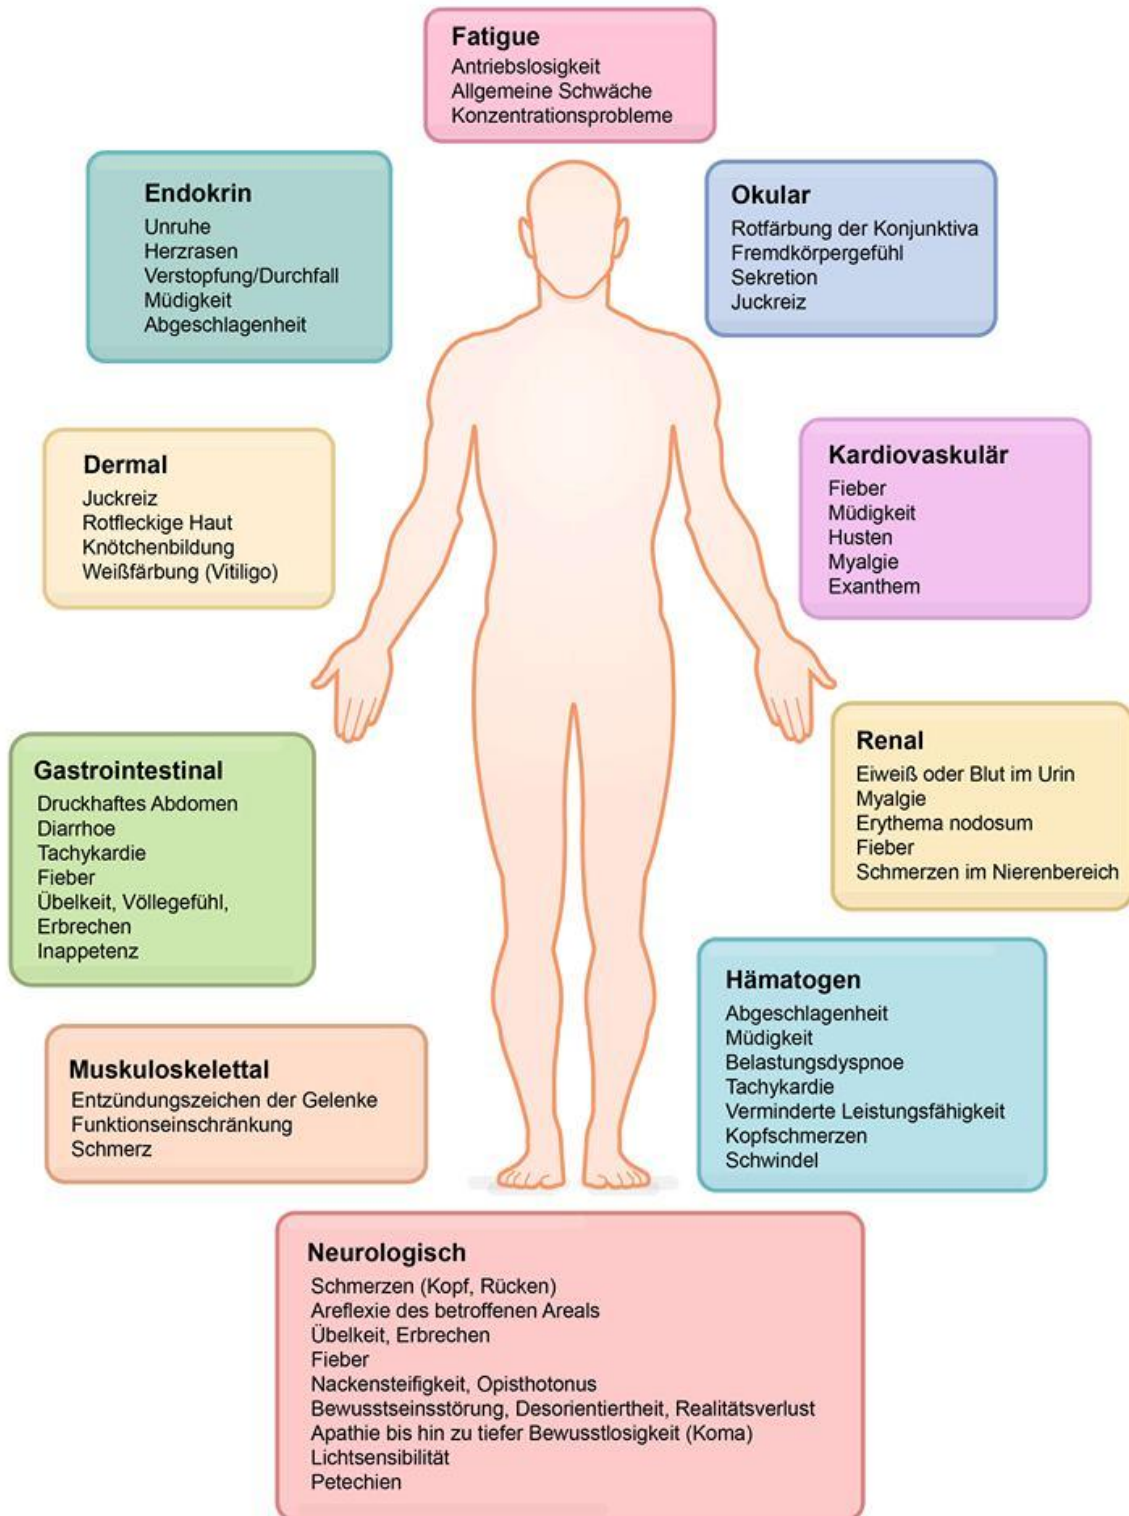 Fatigue
Antriebslosigkeit
Allgemeine Schwäche
Konzentrationsprobleme
Endokrin
Unruhe
Herzrasen
Verstopfung/Durchfall
Müdigkeit
Abgeschlagenheit
Okular
Rotfärbung der Konjunktiva
Fremdkörpergefühl
Sekretion
Juckreiz
Dermal
Juckreiz
Rotfleckige Haut
Knötchenbildung
Weißfärbung (Vitiligo)
Kardiovaskulär
Fieber
Müdigkeit
Husten
Myalgie
Exanthem
Gastrointestinal
Druckhaftes Abdomen
Diarrhoe
Tachykardie
Fieber
Übelkeit, Völlegefühl,
Erbrechen
Inappetenz
Renal
Eiweiß oder Blut im Urin
Myalgie
Erythema nodosum
Fieber
Schmerzen im Nierenbereich
Muskuloskelettal
Entzündungszeichen der Gelenke
Funktionseinschränkung
Schmerz
Hämatogen
Abgeschlagenheit
Müdigkeit
Belastungsdyspnoe
Tachykardie
Verminderte Leistungsfähigkeit
Kopfschmerzen
Schwindel
Neurologisch
Schmerzen (Kopf, Rücken)
Areflexie des betroffenen Areals
Übelkeit, Erbrechen
Fieber
Nackensteifigkeit, Opisthotonus
Bewusstseinsstörung, Desorientiertheit, Realitätsverlust
Apathie bis hin zu tiefer Bewusstlosigkeit (Koma)
Lichtsensibilität
Petechien